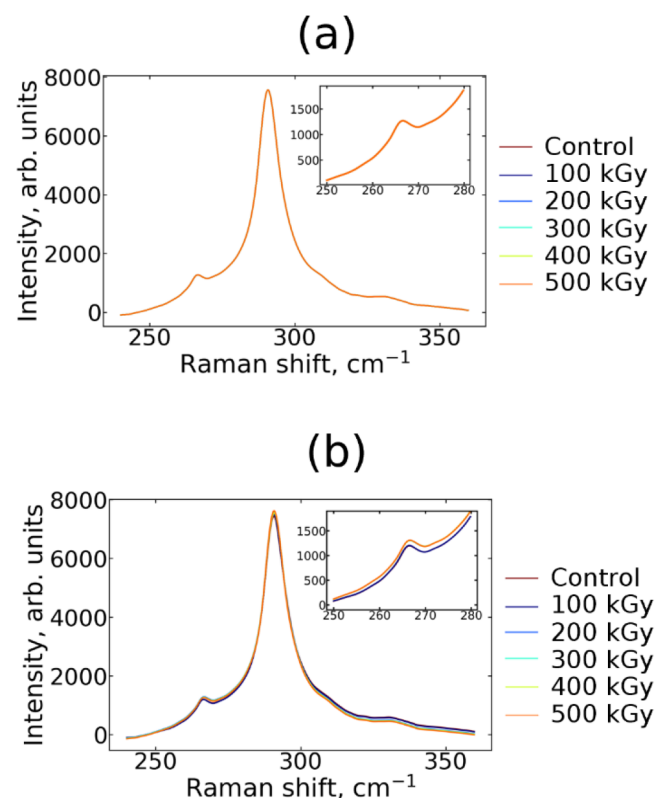 (a)
8000
6000
4000
2000
0
Intensity, arb. units
250
300
350
Raman shift, cm⁻¹
1500
1000
500
250
260
270
280
Control
100 kGy
200 kGy
300 kGy
400 kGy
500 kGy
(b)
8000
6000
4000
2000
0
Intensity, arb. units
250
300
350
Raman shift, cm⁻¹
1500
1000
500
0
250
260
270
280
Control
100 kGy
200 kGy
300 kGy
400 kGy
500 kGy